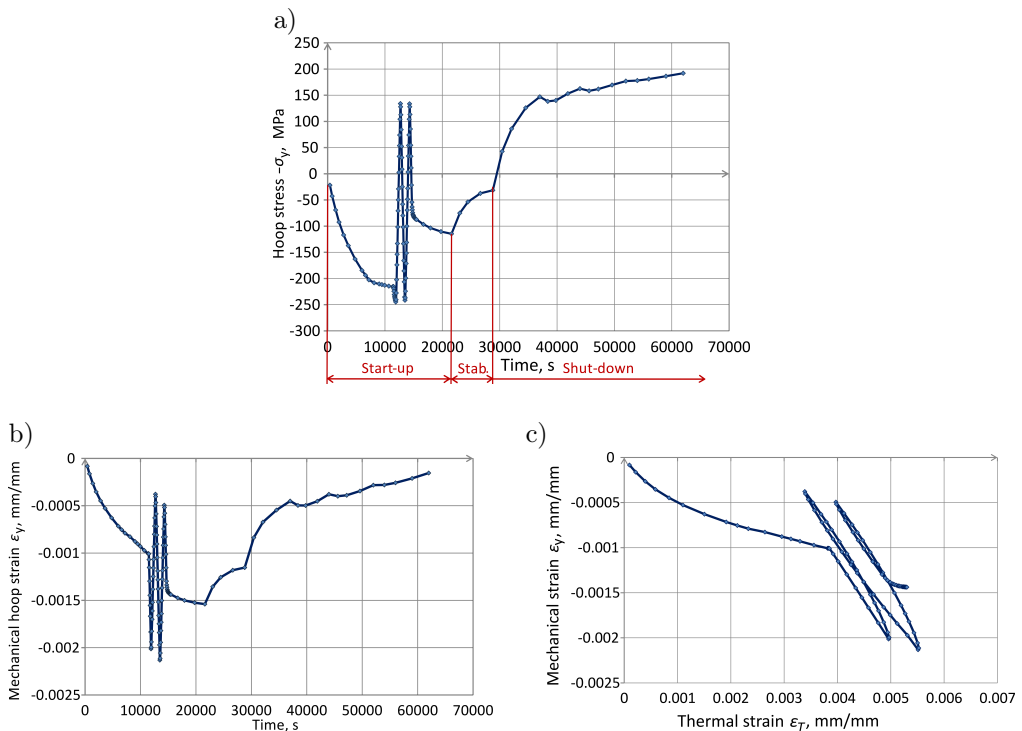 a)
250
200
150
100
50
0
-50
-100
-150
-200
-250
-300
Hoop stress –σy, MPa
0 10000 20000 30000 40000 50000 60000 70000
Time, s
Start-up Stab. Shut-down
b)
0
-0.0005
-0.001
-0.0015
-0.002
-0.0025
Mechanical hoop strain εy, mm/mm
0 10000 20000 30000 40000 50000 60000 70000
Time, s
c)
0
-0.0005
-0.001
-0.0015
-0.002
-0.0025
Mechanical strain εy, mm/mm
0 0.001 0.002 0.003 0.004 0.005 0.006 0.007
Thermal strain εT, mm/mm